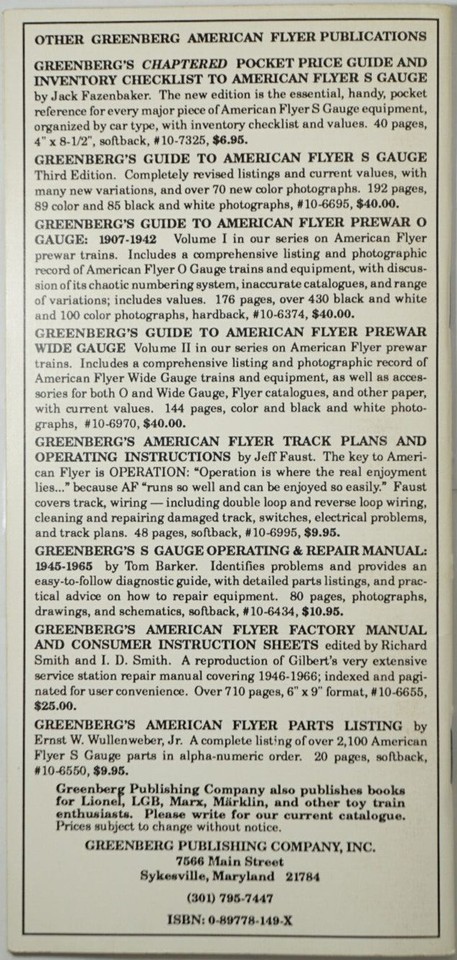 OTHER GREENBERG AMERICAN FLYER PUBLICATIONS
GREENBERG'S CHAPTERED POCKET PRICE GUIDE AND
INVENTORY CHECKLIST TO AMERICAN FLYER S GAUGE
by Jack Fazenbaker. The new edition is the essential, handy, pocket
reference for every major piece of American Flyer S Gauge equipment,
organized by car type, with inventory checklist and values. 40 pages,
4" x 8-1/2", softback, #10-7325, $6.95.
GREENBERG'S GUIDE TO AMERICAN FLYER S GAUGE
Third Edition. Completely revised listings and current values, with
many new variations, and over 70 new color photographs. 192 pages,
89 color and 85 black and white photographs, #10-6695, $40.00.
GREENBERG'S GUIDE TO AMERICAN FLYER PREWAR O
GAUGE: 1907-1942 Volume I in our series on American Flyer
prewar trains. Includes a comprehensive listing and photographic
record of American Flyer O Gauge trains and equipment, with discus-
sion of its chaotic numbering system, inaccurate catalogues, and range
of variations; includes values. 176 pages, over 430 black and white
and 100 color photographs, hardback, #10-6374, $40.00.
GREENBERG'S GUIDE TO AMERICAN FLYER PREWAR
WIDE GAUGE Volume II in our series on American Flyer prewar
trains. Includes a comprehensive listing and photographic record of
American Flyer Wide Gauge trains and equipment, as well as acces-
sories for both O and Wide Gauge, Flyer catalogues, and other paper,
with current values. 144 pages, color and black and white photo-
graphs, #10-6970, $40.00.
GREENBERG'S AMERICAN FLYER TRACK PLANS AND
OPERATING INSTRUCTIONS by Jeff Faust. The key to Ameri-
can Flyer is OPERATION: "Operation is where the real enjoyment
lies..." because AF "runs so well and can be enjoyed so easily." Faust
covers track, wiring — including double loop and reverse loop wiring,
cleaning and repairing damaged track, switches, electrical problems,
and track plans. 48 pages, softback, #10-6995, $9.95.
GREENBERG'S S GAUGE OPERATING & REPAIR MANUAL:
1945-1965 by Tom Barker. Identifies problems and provides an
easy-to-follow diagnostic guide, with detailed parts listings, and prac-
tical advice on how to repair equipment. 80 pages, photographs,
drawings, and schematics, softback, #10-6434, $10.95.
GREENBERG'S AMERICAN FLYER FACTORY MANUAL
AND CONSUMER INSTRUCTION SHEETS edited by Richard
Smith and I. D. Smith. A reproduction of Gilbert's very extensive
service station repair manual covering 1946-1966; indexed and pagi-
nated for user convenience. Over 710 pages, 6" x 9" format, #10-6655,
$25.00.
GREENBERG'S AMERICAN FLYER PARTS LISTING by
Ernst W. Wullenweber, Jr. A complete listing of over 2,100 American
Flyer S Gauge parts in alpha-numeric order. 20 pages, softback,
#10-6550, $9.95.
Greenberg Publishing Company also publishes books
for Lionel, LGB, Marx, Märklin, and other toy train
enthusiasts. Please write for our current catalogue.
Prices subject to change without notice.
GREENBERG PUBLISHING COMPANY, INC.
7566 Main Street
Sykesville, Maryland 21784
(301) 795-7447
ISBN: 0-89778-149-X